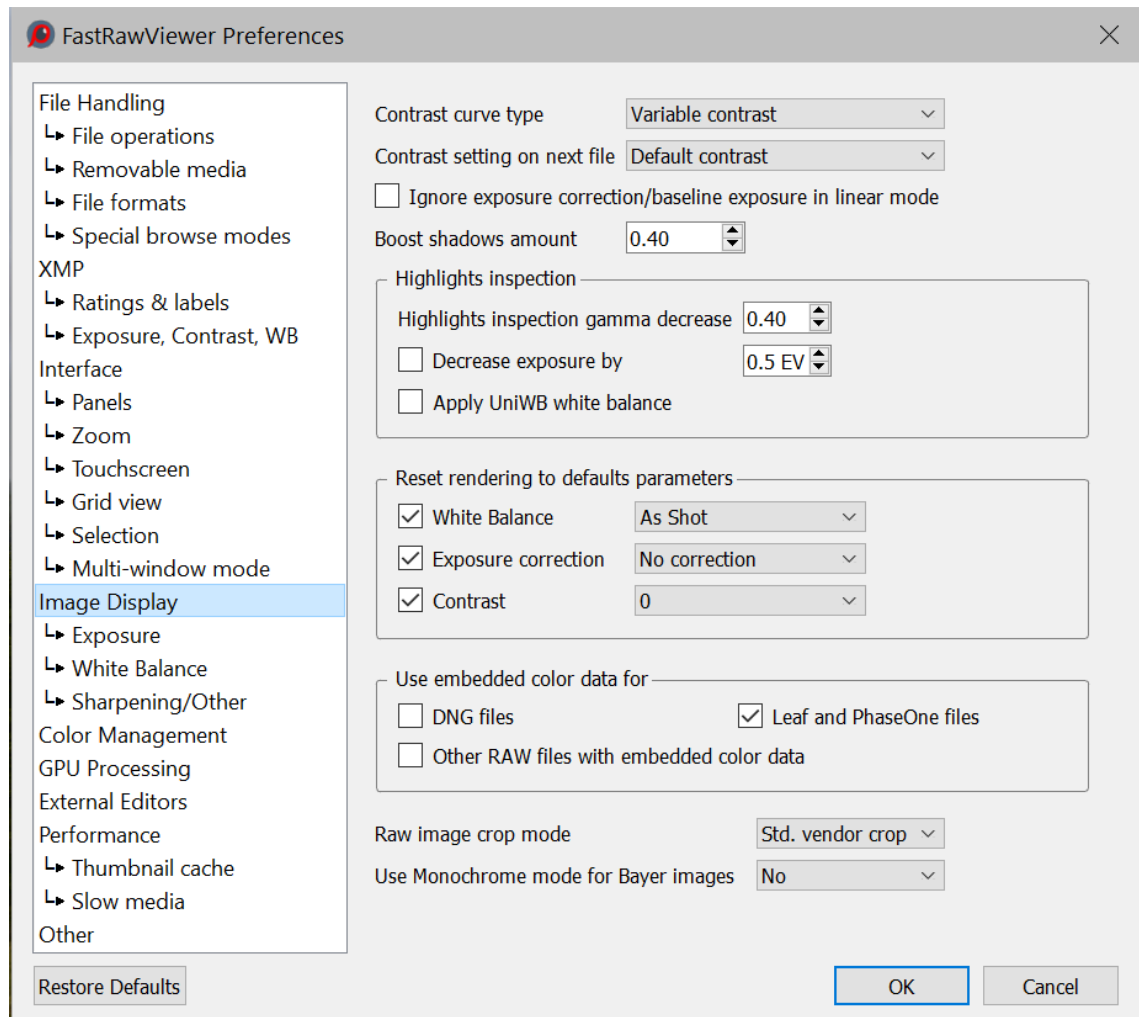 FastRawViewer Preferences
File Handling
File operations
Removable media
File formats
Special browse modes
XMP
Ratings & labels
Exposure, Contrast, WB
Interface
Panels
Zoom
Touchscreen
Grid view
Selection
Multi-window mode
Image Display
Exposure
White Balance
Sharpening/Other
Color Management
GPU Processing
External Editors
Performance
Thumbnail cache
Slow media
Other
Contrast curve type Variable contrast
Contrast setting on next file Default contrast
Ignore exposure correction/baseline exposure in linear mode
Boost shadows amount 0.40
Highlights inspection
Highlights inspection gamma decrease 0.40
Decrease exposure by 0.5 EV
Apply UniWB white balance
Reset rendering to defaults parameters
White Balance As Shot
Exposure correction No correction
Contrast 0
Use embedded color data for
DNG files Leaf and PhaseOne files
Other RAW files with embedded color data
Raw image crop mode Std. vendor crop
Use Monochrome mode for Bayer images No
Restore Defaults OK Cancel